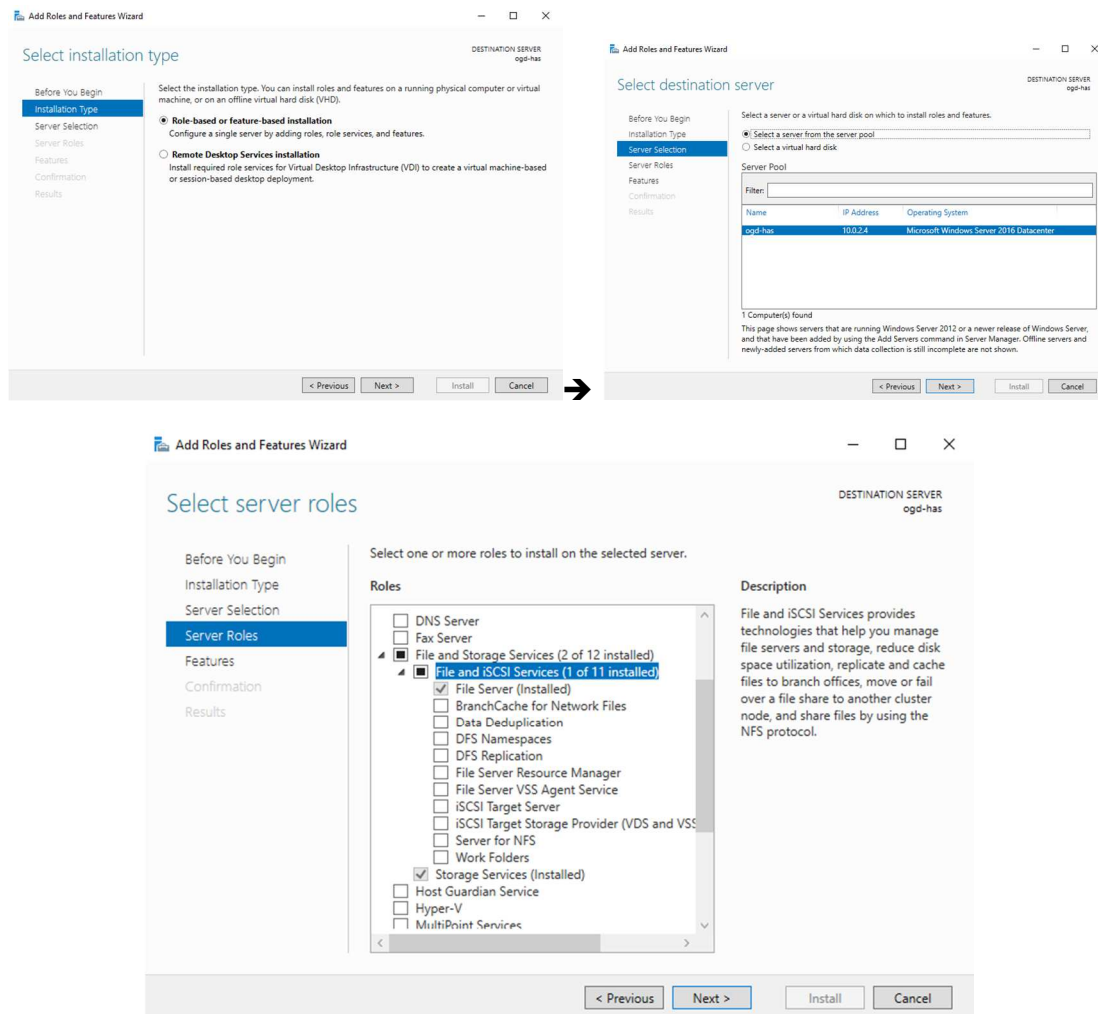 Add Roles and Features Wizard
Select installation type
DESTINATION SERVER
ogd-has
Before You Begin
Installation Type
Server Selection
Server Roles
Features
Confirmation
Results
Select the installation type. You can install roles and features on a running physical computer or virtual
machine, or on an offline virtual hard disk (VHD).
Role-based or feature-based installation
Configure a single server by adding roles, role services, and features.
Remote Desktop Services installation
Install required role services for Virtual Desktop Infrastructure (VDI) to create a virtual machine-based
or session-based desktop deployment.
< Previous
Next >
Install
Cancel
Add Roles and Features Wizard
Select destination server
DESTINATION SERVER
ogd-has
Before You Begin
Installation Type
Server Selection
Server Roles
Features
Confirmation
Results
Select a server or a virtual hard disk on which to install roles and features.
Select a server from the server pool
Select a virtual hard disk
Server Pool
Filter:
Name IP Address Operating System
ogd-has 10.0.2.4 Microsoft Windows Server 2016 Datacenter
1 Computer(s) found
This page shows servers that are running Windows Server 2012 or a newer release of Windows Server,
and that have been added by using the Add Servers command in Server Manager. Offline servers and
newly-added servers from which data collection is still incomplete are not shown.
< Previous
Next >
Install
Cancel
Add Roles and Features Wizard
Select server roles
DESTINATION SERVER
ogd-has
Before You Begin
Installation Type
Server Selection
Server Roles
Features
Confirmation
Results
Select one or more roles to install on the selected server.
Roles
DNS Server
Fax Server
File and Storage Services (2 of 12 installed)
File and iSCSI Services (1 of 11 installed)
File Server (Installed)
BranchCache for Network Files
Data Deduplication
DFS Namespaces
DFS Replication
File Server Resource Manager
File Server VSS Agent Service
iSCSI Target Server
iSCSI Target Storage Provider (VDS and VSS
Server for NFS
Work Folders
Storage Services (Installed)
Host Guardian Service
Hyper-V
MultiPoint Services
Description
File and iSCSI Services provides
technologies that help you manage
file servers and storage, reduce disk
space utilization, replicate and cache
files to branch offices, move or fail
over a file share to another cluster
node, and share files by using the
NFS protocol.
< Previous
Next >
Install
Cancel